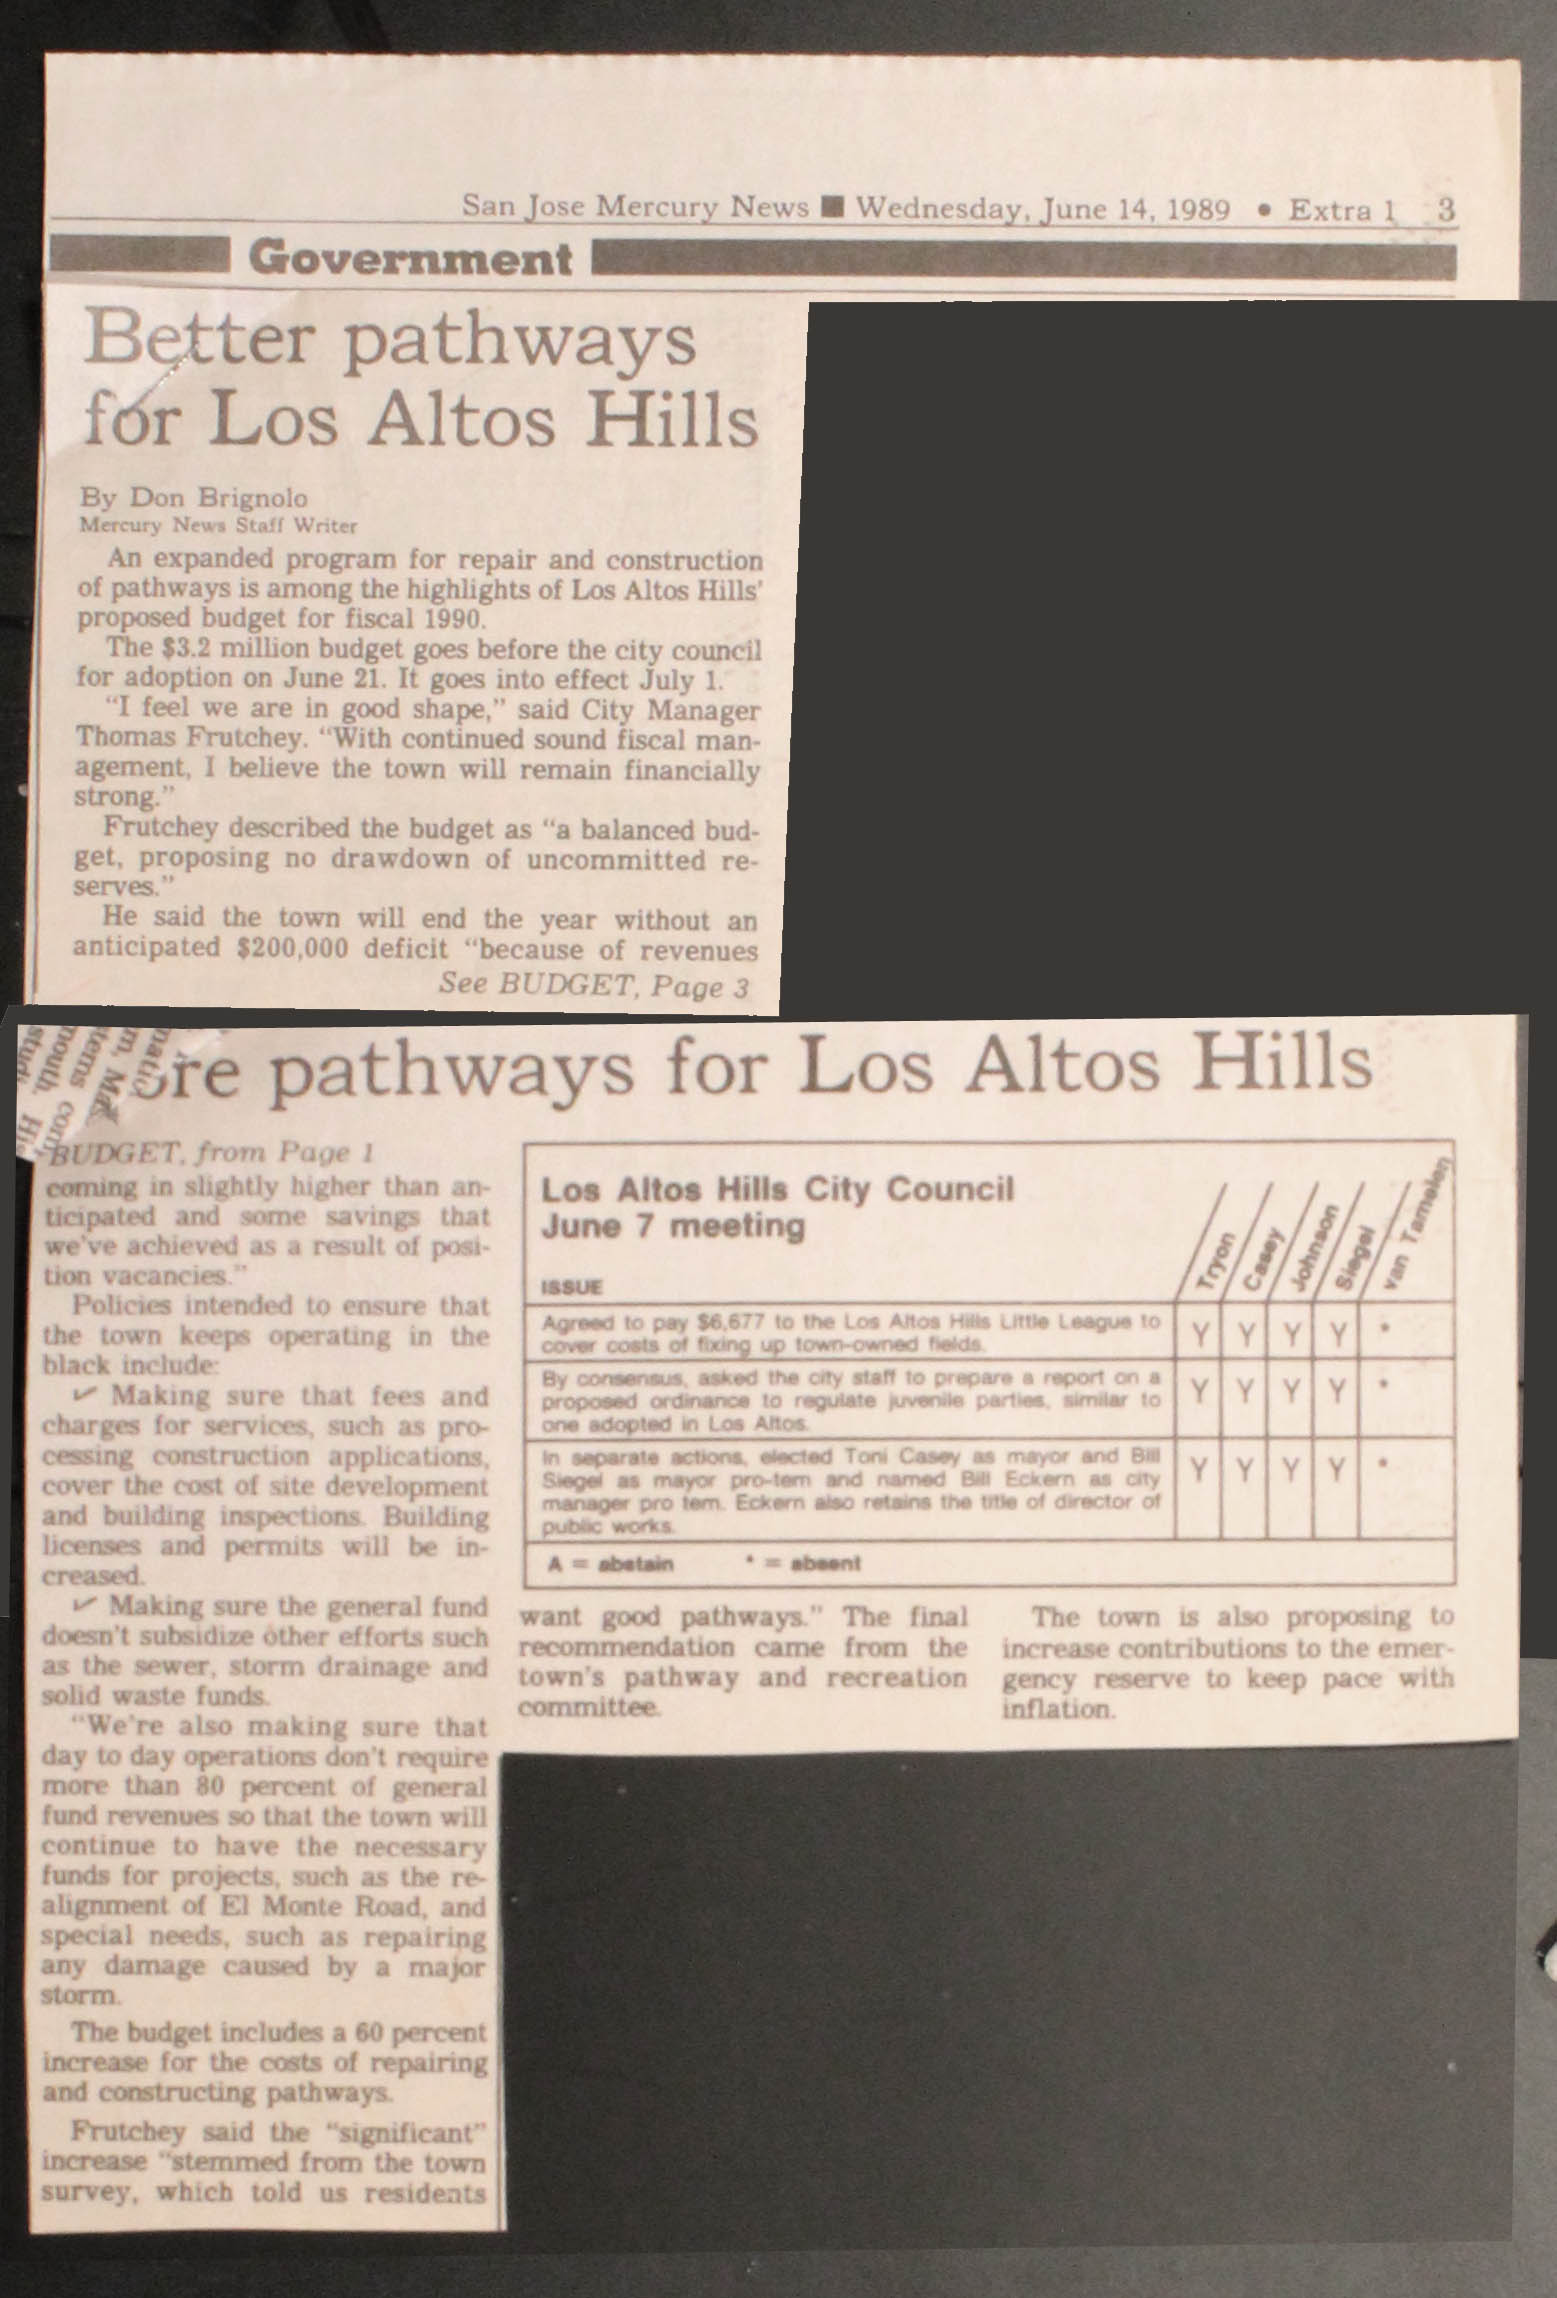 San Jose Mercury News ■ Wednesday, June 14, 1989 • Extra 1 3
Government
Better pathways
for Los Altos Hills
By Don Brignolo
Mercury News Staff Writer
An expanded program for repair and construction
of pathways is among the highlights of Los Altos Hills'
proposed budget for fiscal 1990.
The $3.2 million budget goes before the city council
for adoption on June 21. It goes into effect July 1.
"I feel we are in good shape," said City Manager
Thomas Frutchey. "With continued sound fiscal man-
agement, I believe the town will remain financially
strong."
Frutchey described the budget as "a balanced bud-
get, proposing no drawdown of uncommitted re-
serves."
He said the town will end the year without an
anticipated $200,000 deficit "because of revenues
See BUDGET, Page 3
pathways for Los Altos Hills
BUDGET, from Page 1
coming in slightly higher than an-
ticipated and some savings that
we've achieved as a result of posi-
tion vacancies."
Policies intended to ensure that
the town keeps operating in the
black include:
✓ Making sure that fees and
charges for services, such as pro-
cessing construction applications,
cover the cost of site development
and building inspections. Building
licenses and permits will be in-
creased.
✓ Making sure the general fund
doesn't subsidize other efforts such
as the sewer, storm drainage and
solid waste funds.
"We're also making sure that
day to day operations don't require
more than 80 percent of general
fund revenues so that the town will
continue to have the necessary
funds for projects, such as the re-
alignment of El Monte Road, and
special needs, such as repairing
any damage caused by a major
storm.
The budget includes a 60 percent
increase for the costs of repairing
and constructing pathways.
Frutchey said the "significant"
increase "stemmed from the town
survey, which told us residents
Los Altos Hills City Council
June 7 meeting
ISSUE Tryon Casey Johnson Siegel van Tamelen
Agreed to pay $6,677 to the Los Altos Hills Little League to
cover costs of fixing up town-owned fields.
Y Y Y Y *
By consensus, asked the city staff to prepare a report on a
proposed ordinance to regulate juvenile parties, similar to
one adopted in Los Altos.
Y Y Y Y *
In separate actions, elected Toni Casey as mayor and Bill
Siegel as mayor pro-tem and named Bill Eckern as city
manager pro tem. Eckern also retains the title of director of
public works.
Y Y Y Y *
A = abstain * = absent
want good pathways." The final
recommendation came from the
town's pathway and recreation
committee.
The town is also proposing to
increase contributions to the emer-
gency reserve to keep pace with
inflation.